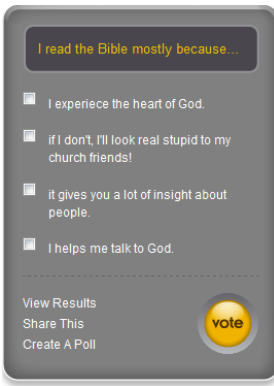 I read the Bible mostly because...
I experiece the heart of God.
if I don't, I'll look real stupid to my
church friends!
it gives you a lot of insight about
people.
I helps me talk to God.
View Results
Share This
Create A Poll
vote